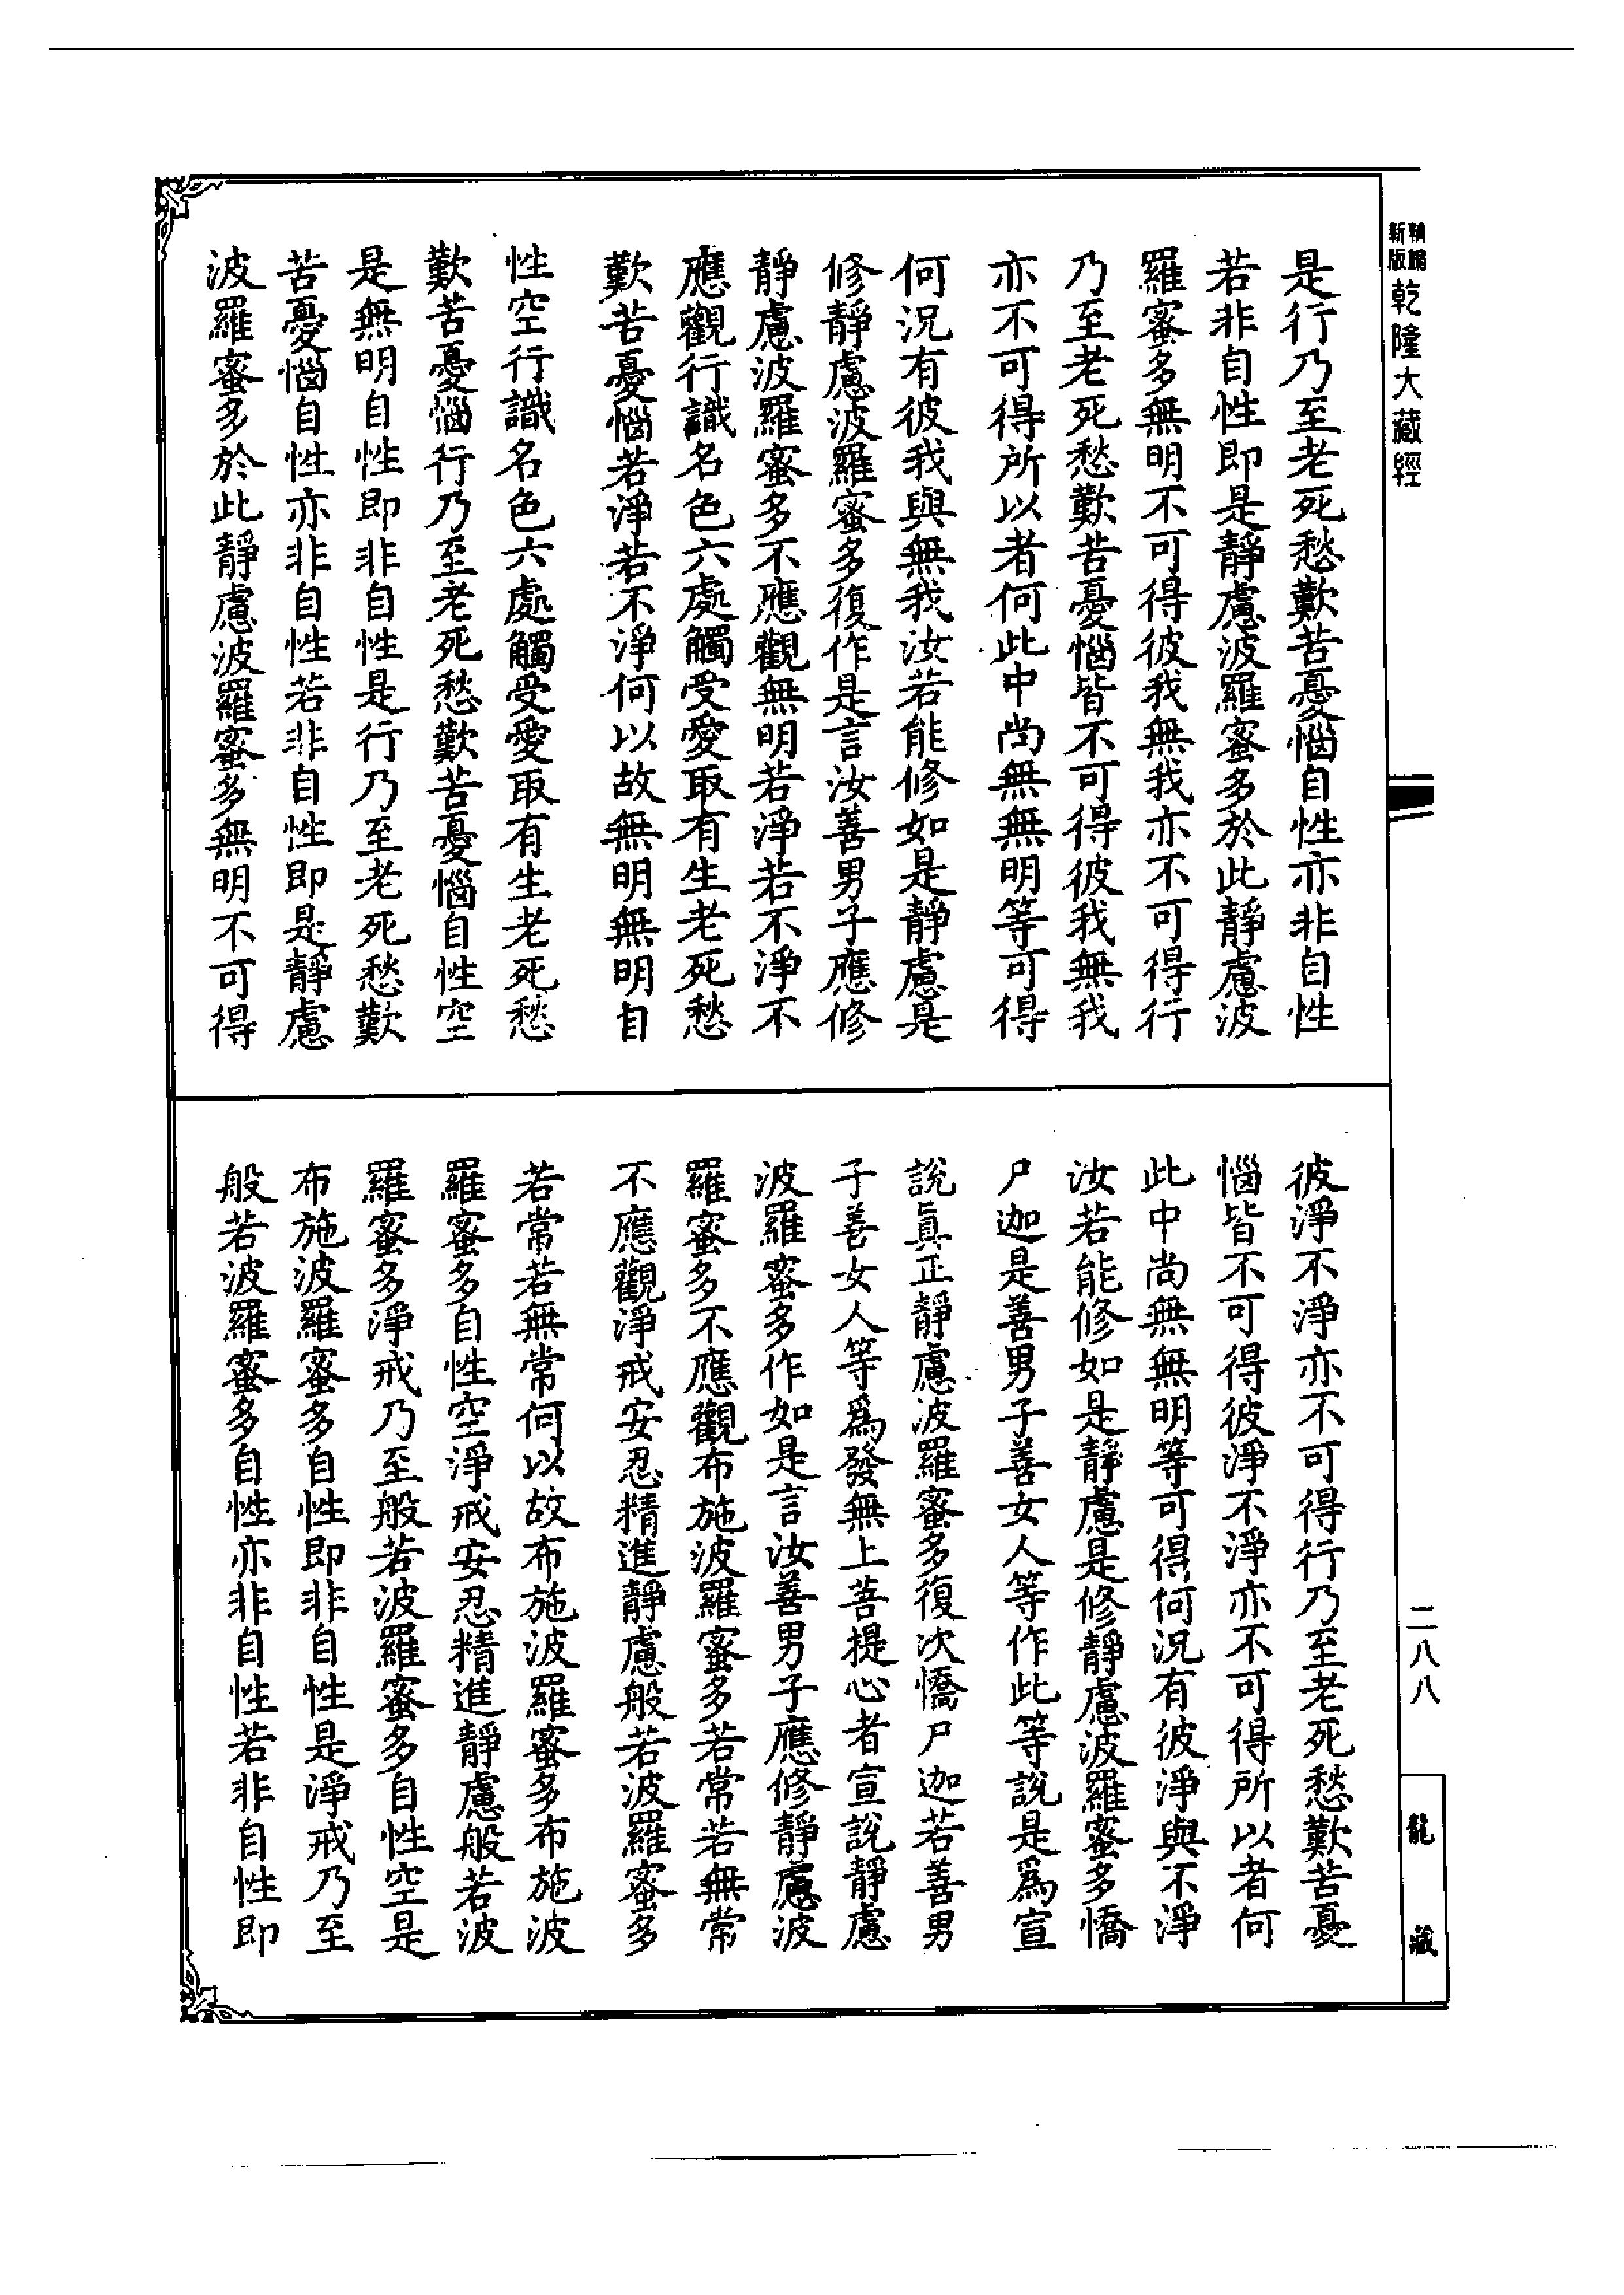 新版
精縮
乾隆大藏經
是行乃至老死愁歎苦憂惱自性亦非自性
若非自性即是靜慮波羅蜜多於此靜慮波
羅蜜多無明不可得彼我無我亦不可得行
乃至老死愁歎苦憂惱皆不可得彼我無我
亦不可得所以者何此中尚無無明等可得
何況有彼我與無我汝若能修如是靜慮是
修靜慮波羅蜜多復作是言汝善男子應修
靜慮波羅蜜多不應觀無明若淨若不淨不
應觀行識名色六處觸受愛取有生老死愁
歎苦憂惱若淨若不淨何以故無明無明自
性空行識名色六處觸受愛取有生老死愁
歎苦憂惱行乃至老死愁歎苦憂惱自性空
是無明自性即非自性是行乃至老死愁歎
苦憂惱自性亦非自性若非自性即是靜慮
波羅蜜多於此靜慮波羅蜜多無明不可得
彼淨不淨亦不可得行乃至老死愁歎苦憂
惱皆不可得彼淨不淨亦不可得所以者何
此中尚無無明等可得何況有彼淨與不淨
汝若能修如是靜慮是修靜慮波羅蜜多憍
尸迦是善男子善女人等作此等說是爲宣
說眞正靜慮波羅蜜多復次憍尸迦若善男
子善女人等爲發無上菩提心者宣說靜慮
波羅蜜多作如是言汝善男子應修靜慮波
羅蜜多不應觀布施波羅蜜多若常若無常
不應觀淨戒安忍精進靜慮般若波羅蜜多
若常若無常何以故布施波羅蜜多布施波
羅蜜多自性空淨戒安忍精進靜慮般若波
羅蜜多淨戒乃至般若波羅蜜多自性空是
布施波羅蜜多自性即非自性是淨戒乃至
般若波羅蜜多自性亦非自性若非自性即
二八八
龍藏